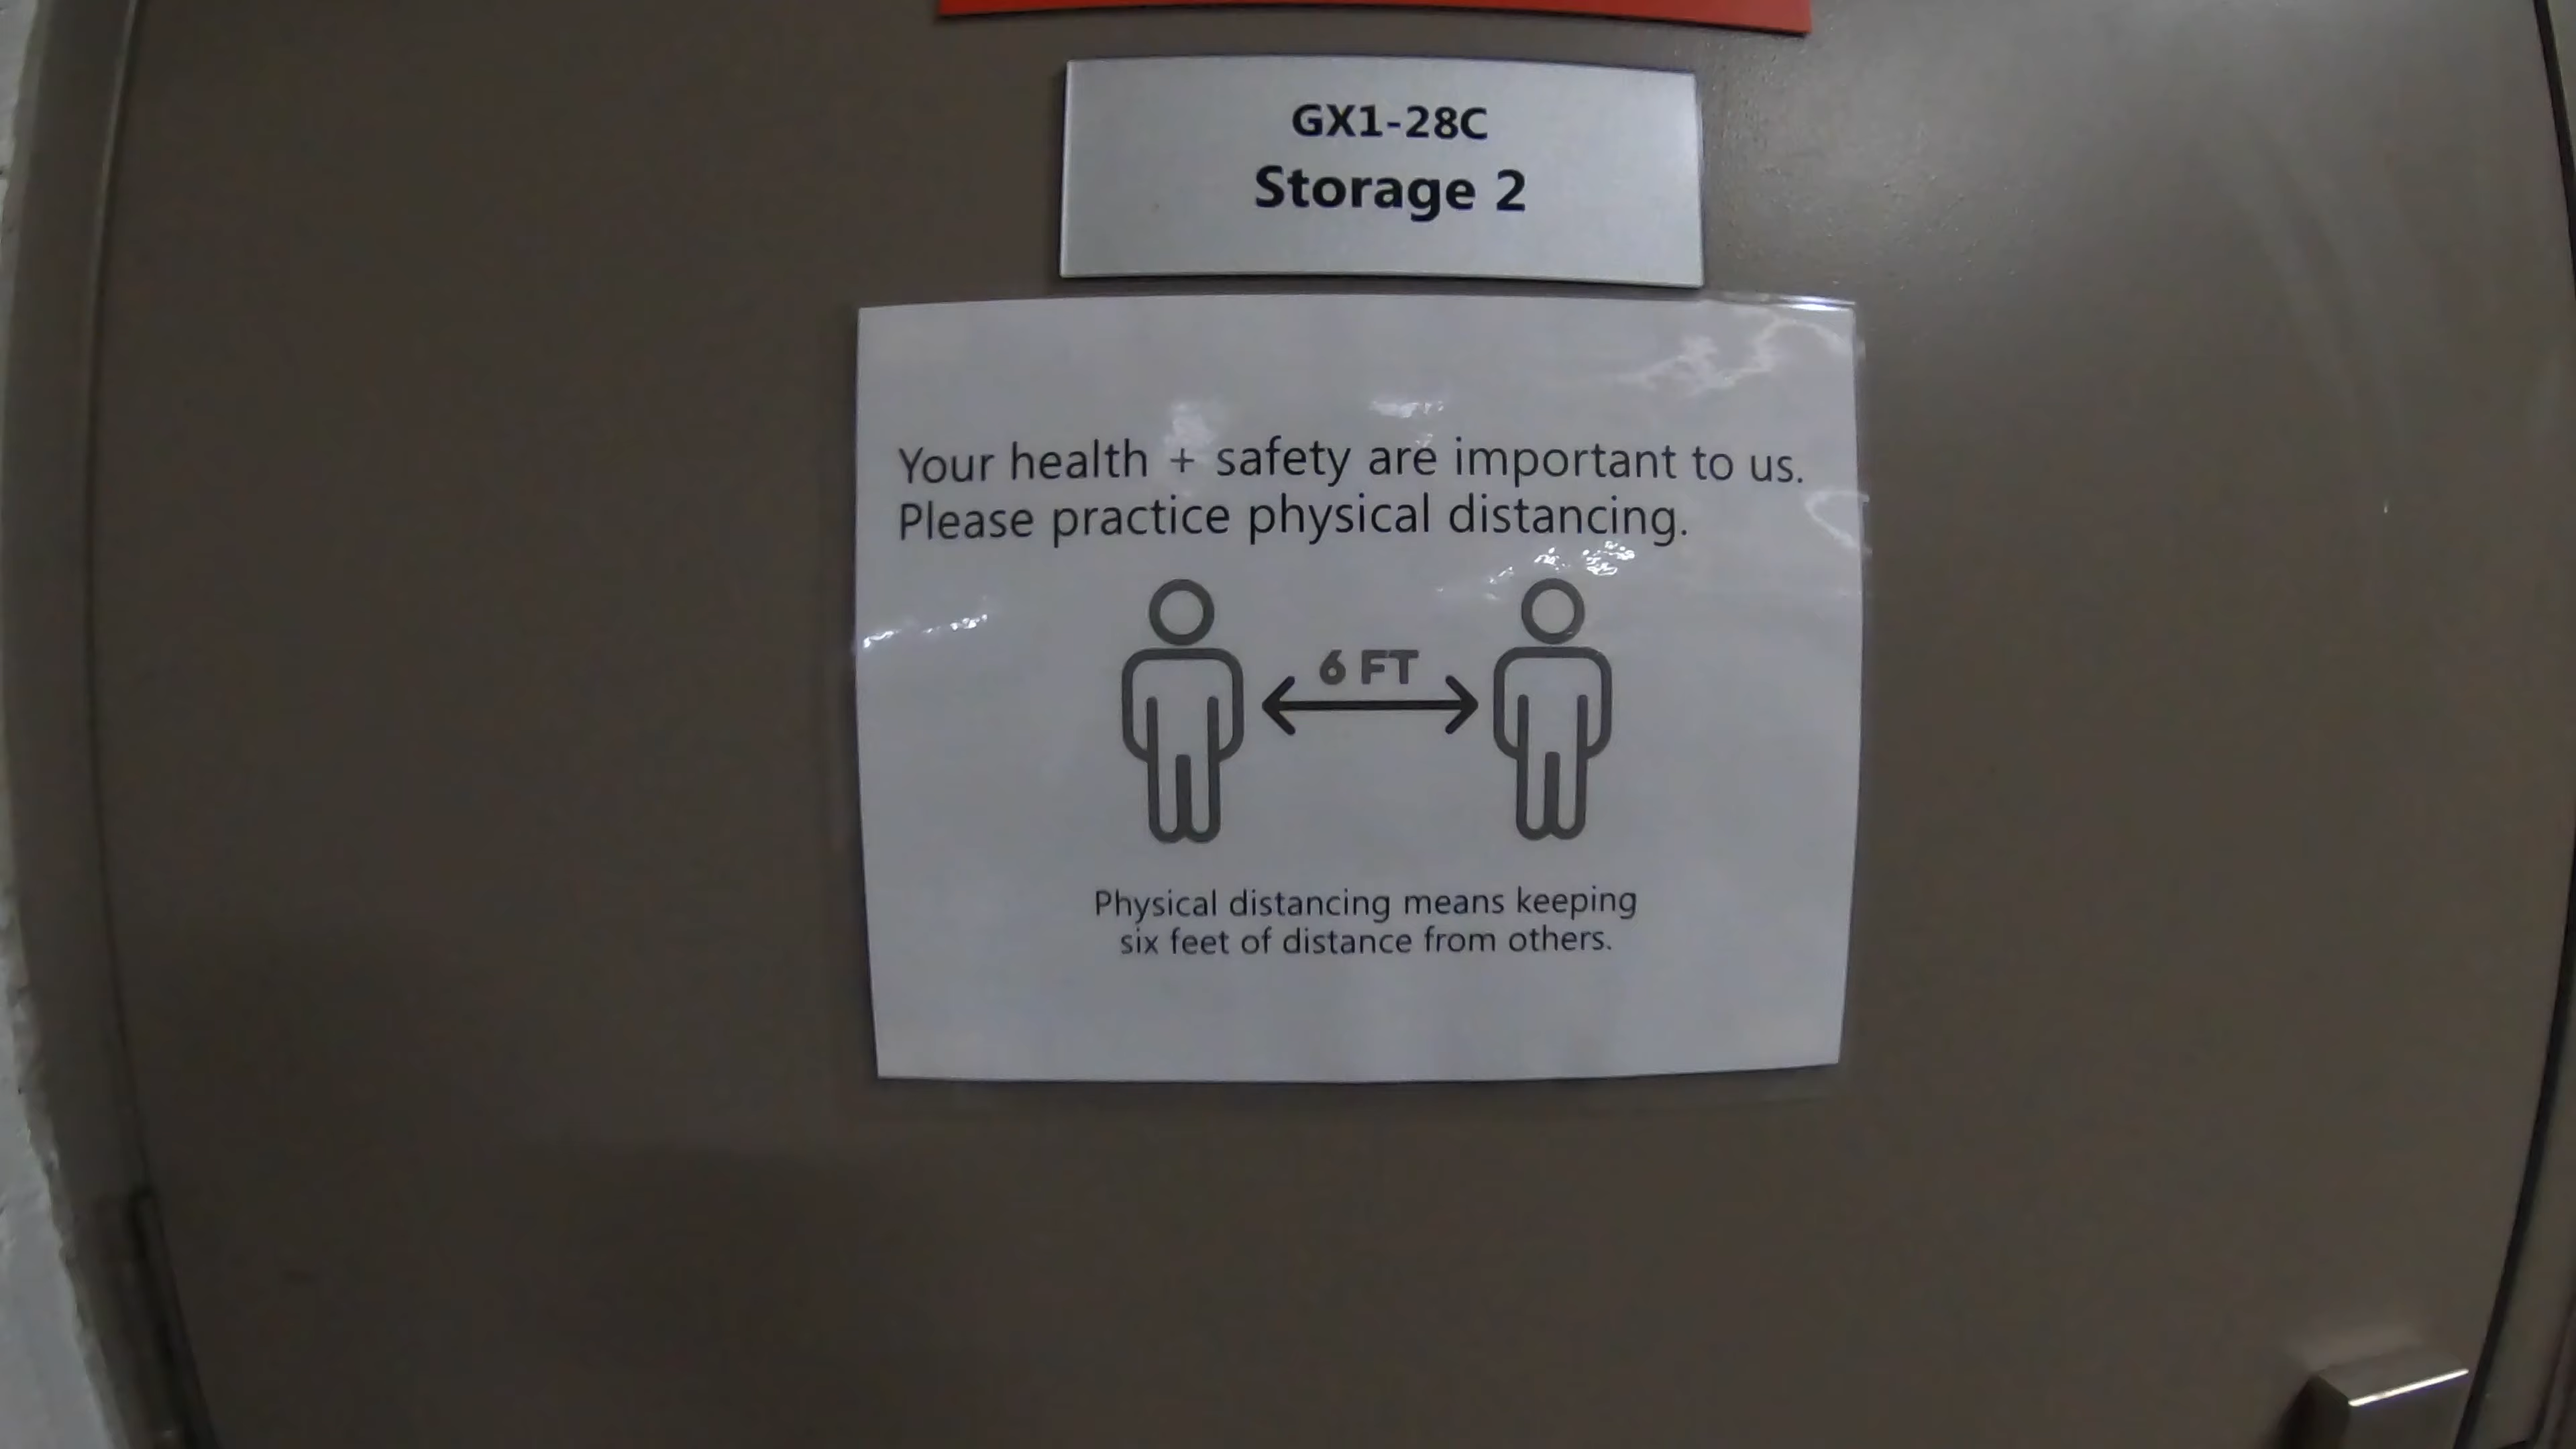 GX1-28C
Storage 2
Your health + safety are important to us.
Please practice physical distancing.
6 FT
Physical distancing means keeping
six feet of distance from others.